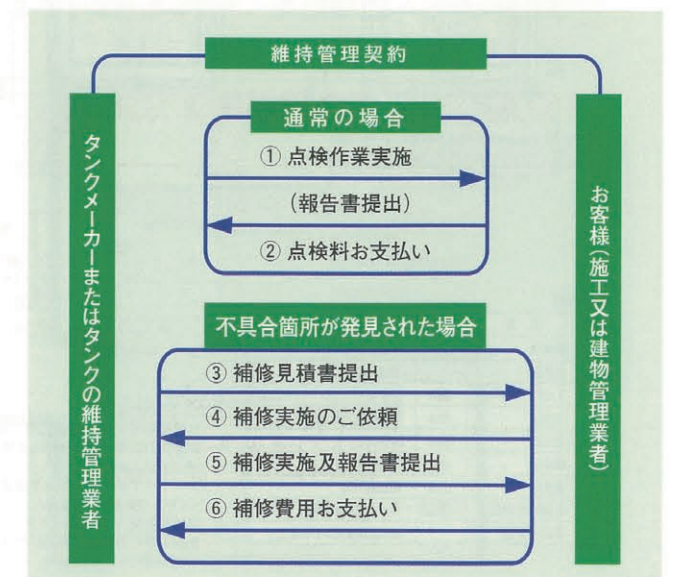 維持管理契約
タンクメーカーまたはタンクの維持管理業者
通常の場合
① 点検作業実施
(報告書提出)
② 点検料お支払い
不具合箇所が発見された場合
③ 補修見積書提出
④ 補修実施のご依頼
⑤ 補修実施及報告書提出
⑥ 補修費用お支払い
お客様(施工又は建物管理業者)